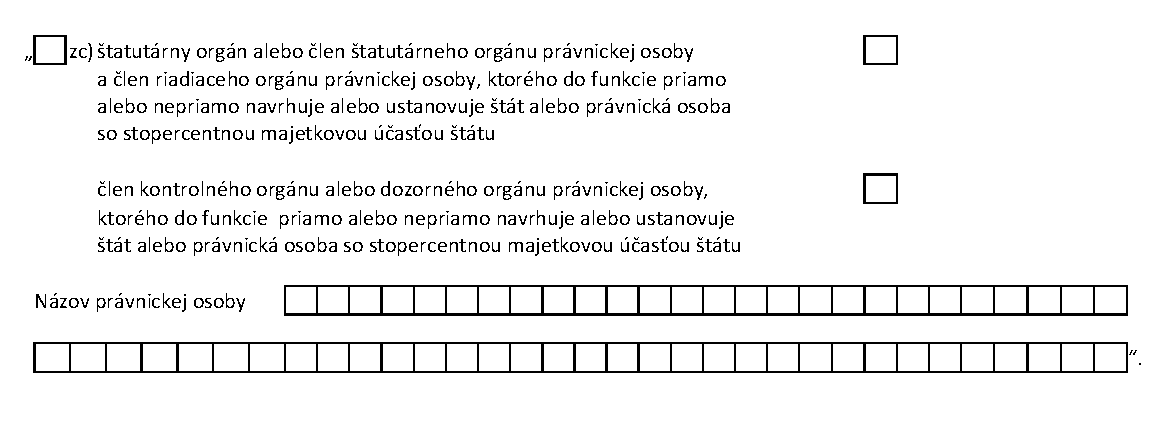 „ zc) štatutárny orgán alebo člen štatutárneho orgánu právnickej osoby
a člen riadiaceho orgánu právnickej osoby, ktorého do funkcie priamo
alebo nepriamo navrhuje alebo ustanovuje štát alebo právnická osoba
so stopercentnou majetkovou účasťou štátu
člen kontrolného orgánu alebo dozorného orgánu právnickej osoby,
ktorého do funkcie  priamo alebo nepriamo navrhuje alebo ustanovuje
štát alebo právnická osoba so stopercentnou majetkovou účasťou štátu
Názov právnickej osoby
“.